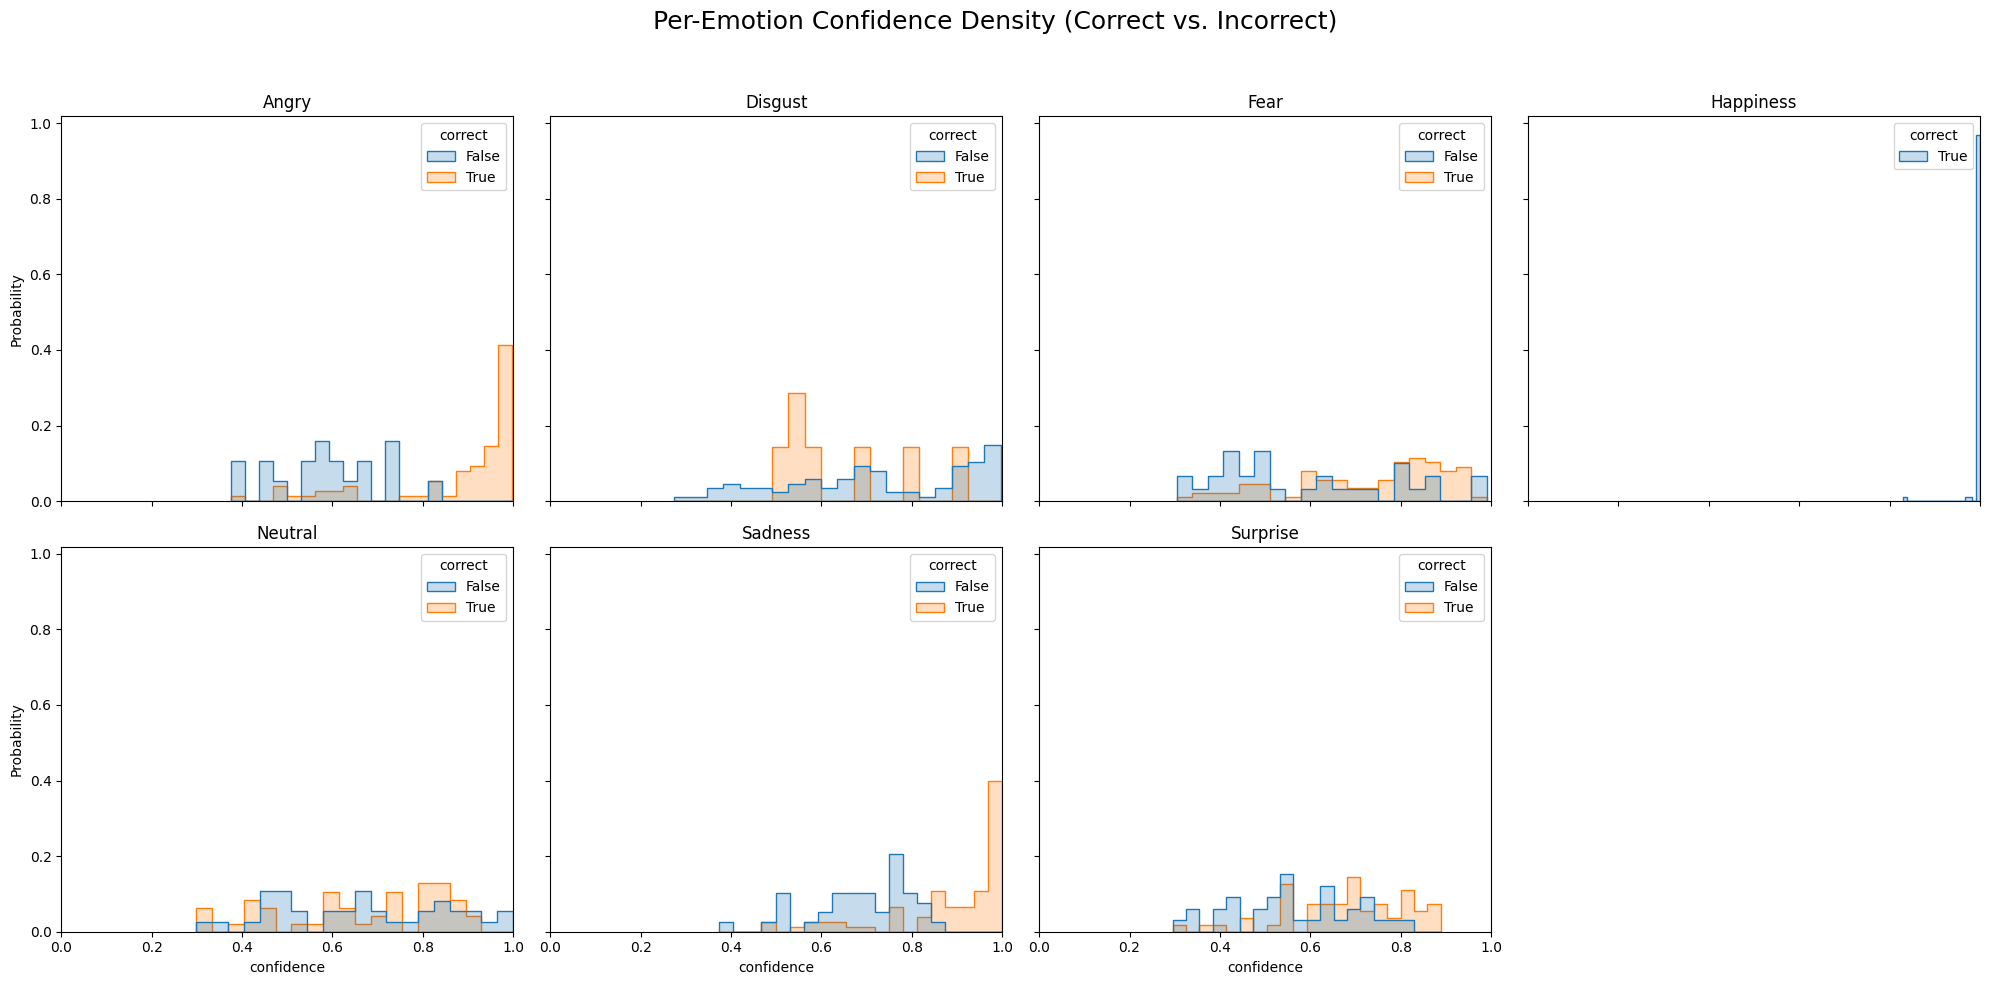 Per-Emotion Confidence Density (Correct vs. Incorrect)
Angry
Disgust
Fear
Happiness
1.0
0.8
0.6
0.4
0.2
0.0
Probability
correct
False
True
correct
False
True
correct
False
True
correct
True
Neutral
Sadness
Surprise
1.0
0.8
0.6
0.4
0.2
0.0
Probability
correct
False
True
correct
False
True
correct
False
True
0.0 0.2 0.4 0.6 0.8 1.0
confidence
0.0 0.2 0.4 0.6 0.8 1.0
confidence
0.0 0.2 0.4 0.6 0.8 1.0
confidence